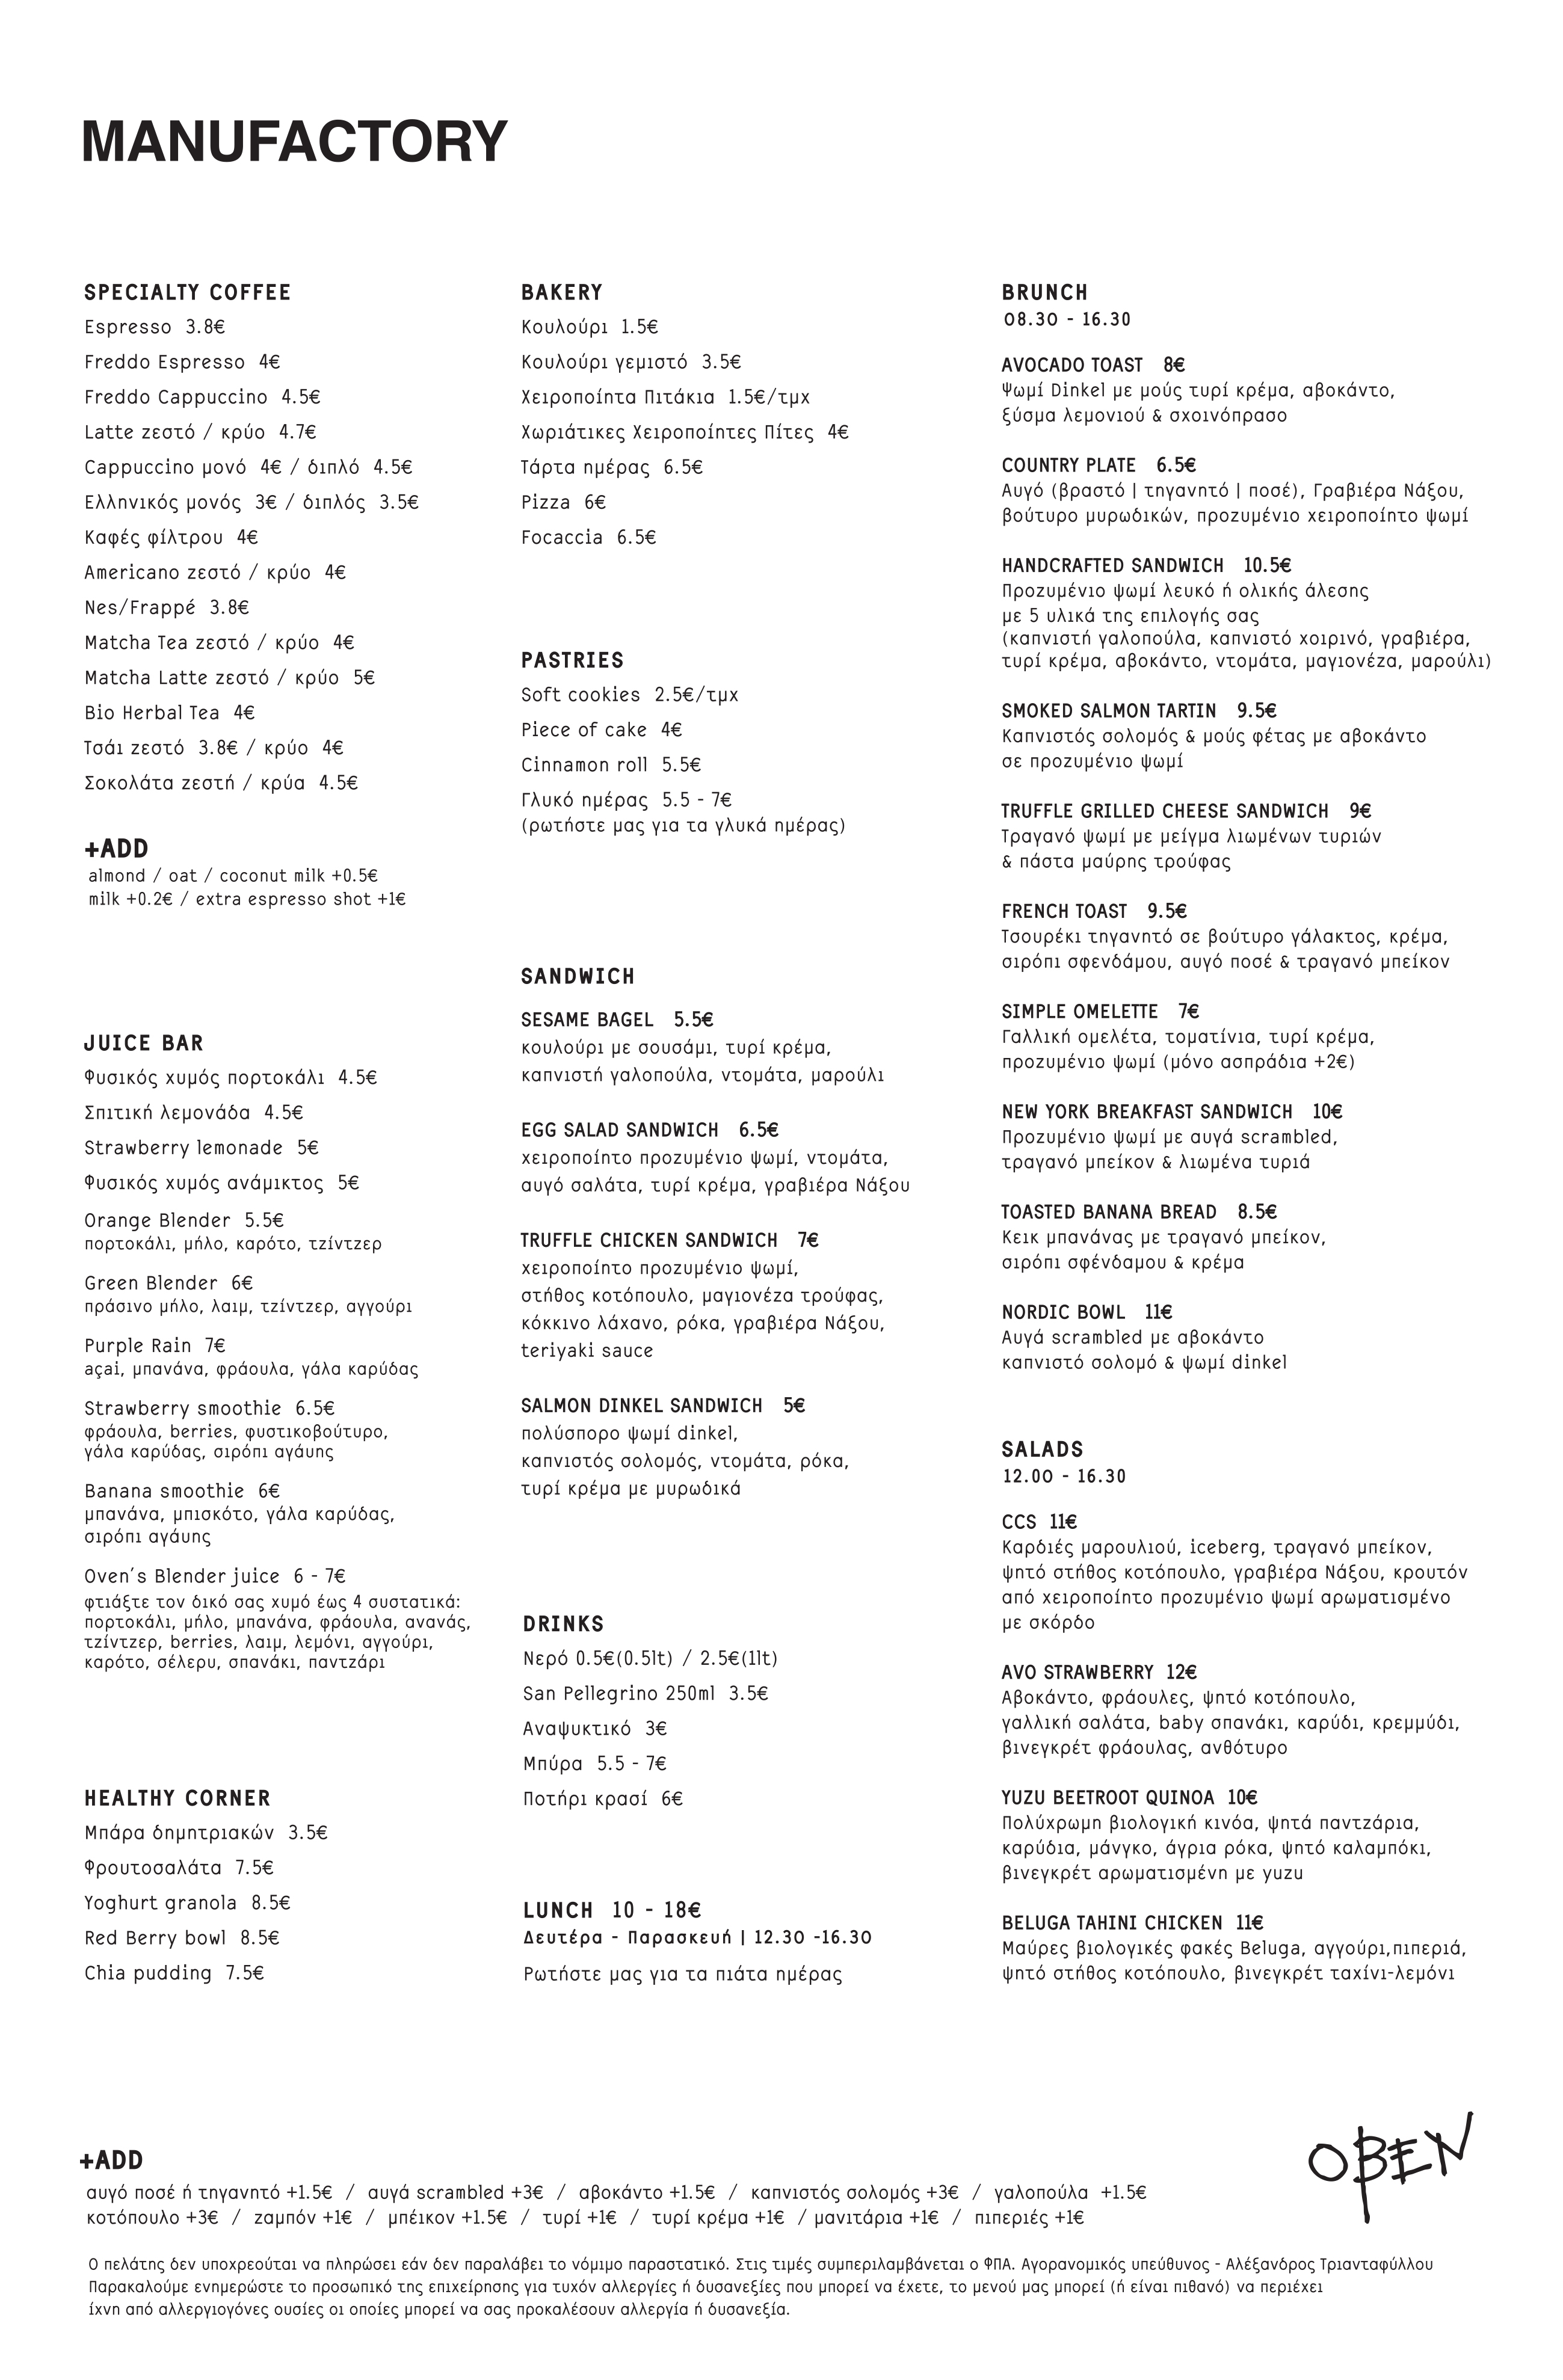 MANUFACTORY
SPECIALTY COFFEE
Espresso 3.8€
Freddo Espresso 4€
Freddo Cappuccino 4.5€
Latte ζεστό / κρύο 4.7€
Cappuccino μονό 4€ / διπλό 4.5€
Ελληνικός μονός 3€ / διπλός 3.5€
Καφές φίλτρου 4€
Americano ζεστό / κρύο 4€
Nes/Frappé 3.8€
Matcha Tea ζεστό / κρύο 4€
Matcha Latte ζεστό / κρύο 5€
Bio Herbal Tea 4€
Τσάι ζεστό 3.8€ / κρύο 4€
Σοκολάτα ζεστή / κρύα 4.5€
+ADD
almond / oat / coconut milk +0.5€
milk +0.2€ / extra espresso shot +1€
JUICE BAR
Φυσικός χυμός πορτοκάλι 4.5€
Σπιτική λεμονάδα 4.5€
Strawberry lemonade 5€
Φυσικός χυμός ανάμικτος 5€
Orange Blender 5.5€
πορτοκάλι, μήλο, καρότο, τζίντζερ
Green Blender 6€
πράσινο μήλο, λαιμ, τζίντζερ, αγγούρι
Purple Rain 7€
açai, μπανάνα, φράουλα, γάλα καρύδας
Strawberry smoothie 6.5€
φράουλα, berries, φυστικοβούτυρο,
γάλα καρύδας, σιρόπι αγάυης
Banana smoothie 6€
μπανάνα, μπισκότο, γάλα καρύδας,
σιρόπι αγάυης
Oven's Blender juice 6 - 7€
φτιάξτε τον δικό σας χυμό έως 4 συστατικά:
πορτοκάλι, μήλο, μπανάνα, φράουλα, ανανάς,
τζίντζερ, berries, λαιμ, λεμόνι, αγγούρι,
καρότο, σέλερυ, σπανάκι, παντζάρι
HEALTHY CORNER
Μπάρα δημητριακών 3.5€
Φρουτοσαλάτα 7.5€
Yoghurt granola 8.5€
Red Berry bowl 8.5€
Chia pudding 7.5€
BAKERY
Κουλούρι 1.5€
Κουλούρι γεμιστό 3.5€
Χειροποίητα Πιτάκια 1.5€/τμχ
Χωριάτικες Χειροποίητες Πίτες 4€
Τάρτα ημέρας 6.5€
Pizza 6€
Focaccia 6.5€
PASTRIES
Soft cookies 2.5€/τμχ
Piece of cake 4€
Cinnamon roll 5.5€
Γλυκό ημέρας 5.5 - 7€
(ρωτήστε μας για τα γλυκά ημέρας)
SANDWICH
SESAME BAGEL 5.5€
κουλούρι με σουσάμι, τυρί κρέμα,
καπνιστή γαλοπούλα, ντομάτα, μαρούλι
EGG SALAD SANDWICH 6.5€
χειροποίητο προζυμένιο ψωμί, ντομάτα,
αυγό σαλάτα, τυρί κρέμα, γραβιέρα Νάξου
TRUFFLE CHICKEN SANDWICH 7€
χειροποίητο προζυμένιο ψωμί,
στήθος κοτόπουλο, μαγιονέζα τρούφας,
κόκκινο λάχανο, ρόκα, γραβιέρα Νάξου,
teriyaki sauce
SALMON DINKEL SANDWICH 5€
πολύσπορο ψωμί dinkel,
καπνιστός σολομός, ντομάτα, ρόκα,
τυρί κρέμα με μυρωδικά
DRINKS
Νερό 0.5€(0.5lt) / 2.5€(1lt)
San Pellegrino 250ml 3.5€
Αναψυκτικό 3€
Μπύρα 5.5 - 7€
Ποτήρι κρασί 6€
LUNCH 10 - 18€
Δευτέρα - Παρασκευή | 12.30 -16.30
Ρωτήστε μας για τα πιάτα ημέρας
BRUNCH
08.30 - 16.30
AVOCADO TOAST 8€
Ψωμί Dinkel με μούς τυρί κρέμα, αβοκάντο,
ξύσμα λεμονιού & σχοινόπρασο
COUNTRY PLATE 6.5€
Αυγό (βραστό | τηγανητό | ποσέ), Γραβιέρα Νάξου,
βούτυρο μυρωδικών, προζυμένιο χειροποίητο ψωμί
HANDCRAFTED SANDWICH 10.5€
Προζυμένιο ψωμί λευκό ή ολικής άλεσης
με 5 υλικά της επιλογής σας
(καπνιστή γαλοπούλα, καπνιστό χοιρινό, γραβιέρα,
τυρί κρέμα, αβοκάντο, ντομάτα, μαγιονέζα, μαρούλι)
SMOKED SALMON TARTIN 9.5€
Καπνιστός σολομός & μούς φέτας με αβοκάντο
σε προζυμένιο ψωμί
TRUFFLE GRILLED CHEESE SANDWICH 9€
Τραγανό ψωμί με μείγμα λιωμένων τυριών
& πάστα μαύρης τρούφας
FRENCH TOAST 9.5€
Τσουρέκι τηγανητό σε βούτυρο γάλακτος, κρέμα,
σιρόπι σφενδάμου, αυγό ποσέ & τραγανό μπείκον
SIMPLE OMELETTE 7€
Γαλλική ομελέτα, τοματίνια, τυρί κρέμα,
προζυμένιο ψωμί (μόνο ασπράδια +2€)
NEW YORK BREAKFAST SANDWICH 10€
Προζυμένιο ψωμί με αυγά scrambled,
τραγανό μπείκον & λιωμένα τυριά
TOASTED BANANA BREAD 8.5€
Κεικ μπανάνας με τραγανό μπείκον,
σιρόπι σφένδαμου & κρέμα
NORDIC BOWL 11€
Αυγά scrambled με αβοκάντο
καπνιστό σολομό & ψωμί dinkel
SALADS
12.00 - 16.30
CCS 11€
Καρδιές μαρουλιού, iceberg, τραγανό μπείκον,
ψητό στήθος κοτόπουλο, γραβιέρα Νάξου, κρουτόν
από χειροποίητο προζυμένιο ψωμί αρωματισμένο
με σκόρδο
AVO STRAWBERRY 12€
Αβοκάντο, φράουλες, ψητό κοτόπουλο,
γαλλική σαλάτα, baby σπανάκι, καρύδι, κρεμμύδι,
βινεγκρέτ φράουλας, ανθότυρο
YUZU BEETROOT QUINOA 10€
Πολύχρωμη βιολογική κινόα, ψητά παντζάρια,
καρύδια, μάνγκο, άγρια ρόκα, ψητό καλαμπόκι,
βινεγκρέτ αρωματισμένη με yuzu
BELUGA TAHINI CHICKEN 11€
Μαύρες βιολογικές φακές Beluga, αγγούρι,πιπεριά,
ψητό στήθος κοτόπουλο, βινεγκρέτ ταχίνι-λεμόνι
OBEN
+ADD
αυγό ποσέ ή τηγανητό +1.5€ / αυγά scrambled +3€ / αβοκάντο +1.5€ / καπνιστός σολομός +3€ / γαλοπούλα +1.5€
κοτόπουλο +3€ / ζαμπόν +1€ / μπέικον +1.5€ / τυρί +1€ / τυρί κρέμα +1€ / μανιτάρια +1€ / πιπεριές +1€
Ο πελάτης δεν υποχρεούται να πληρώσει εάν δεν παραλάβει το νόμιμο παραστατικό. Στις τιμές συμπεριλαμβάνεται ο ΦΠΑ. Αγορανομικός υπεύθυνος - Αλέξανδρος Τριανταφύλλου
Παρακαλούμε ενημερώστε το προσωπικό της επιχείρησης για τυχόν αλλεργίες ή δυσανεξίες που μπορεί να έχετε, το μενού μας μπορεί (ή είναι πιθανό) να περιέχει
ίχνη από αλλεργιογόνες ουσίες οι οποίες μπορεί να σας προκαλέσουν αλλεργία ή δυσανεξία.